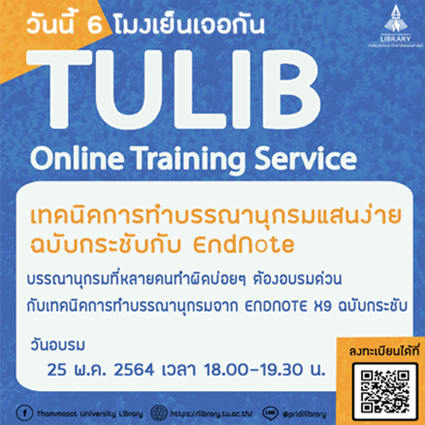 วันนี้ 6 โมงเย็นเจอกัน
LIBRARY
TULIB
Online Training Service
เทคนิคการทำบรรณานุกรมแสนง่าย
ฉบับกระชับกับ EndNote
บรรณานุกรมที่หลายคนทำผิดบ่อยๆ ต้องอบรมด่วน
กับเทคนิคการทำบรรณานุกรมจาก ENDNOTE X9 ฉบับกระชับ
วันอบรม
25 พ.ค. 2564 เวลา 18.00-19.30 น.
ลงทะเบียนได้ที่
Thammasat University Library https://library.tu.ac.th/ @pridilibrary